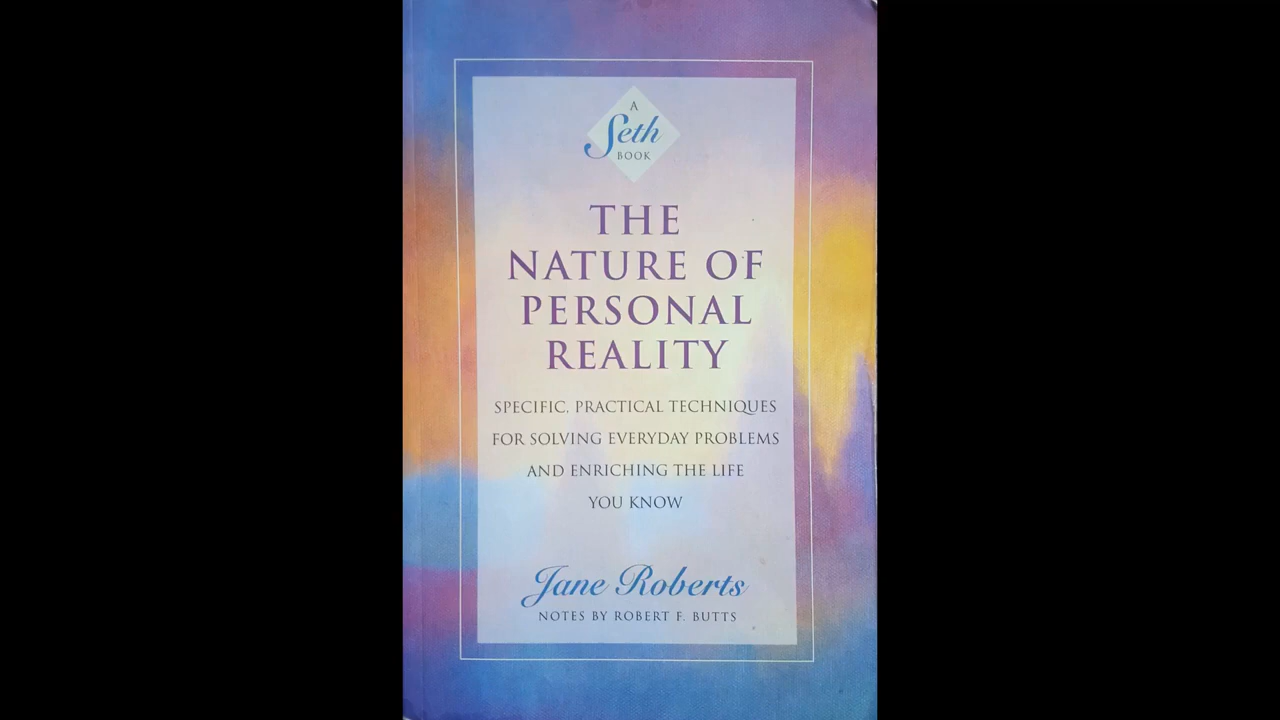 A
Seth
BOOK
THE
NATURE OF
PERSONAL
REALITY
SPECIFIC, PRACTICAL TECHNIQUES
FOR SOLVING EVERYDAY PROBLEMS
AND ENRICHING THE LIFE
YOU KNOW
Jane Roberts
NOTES BY ROBERT F. BUTTS